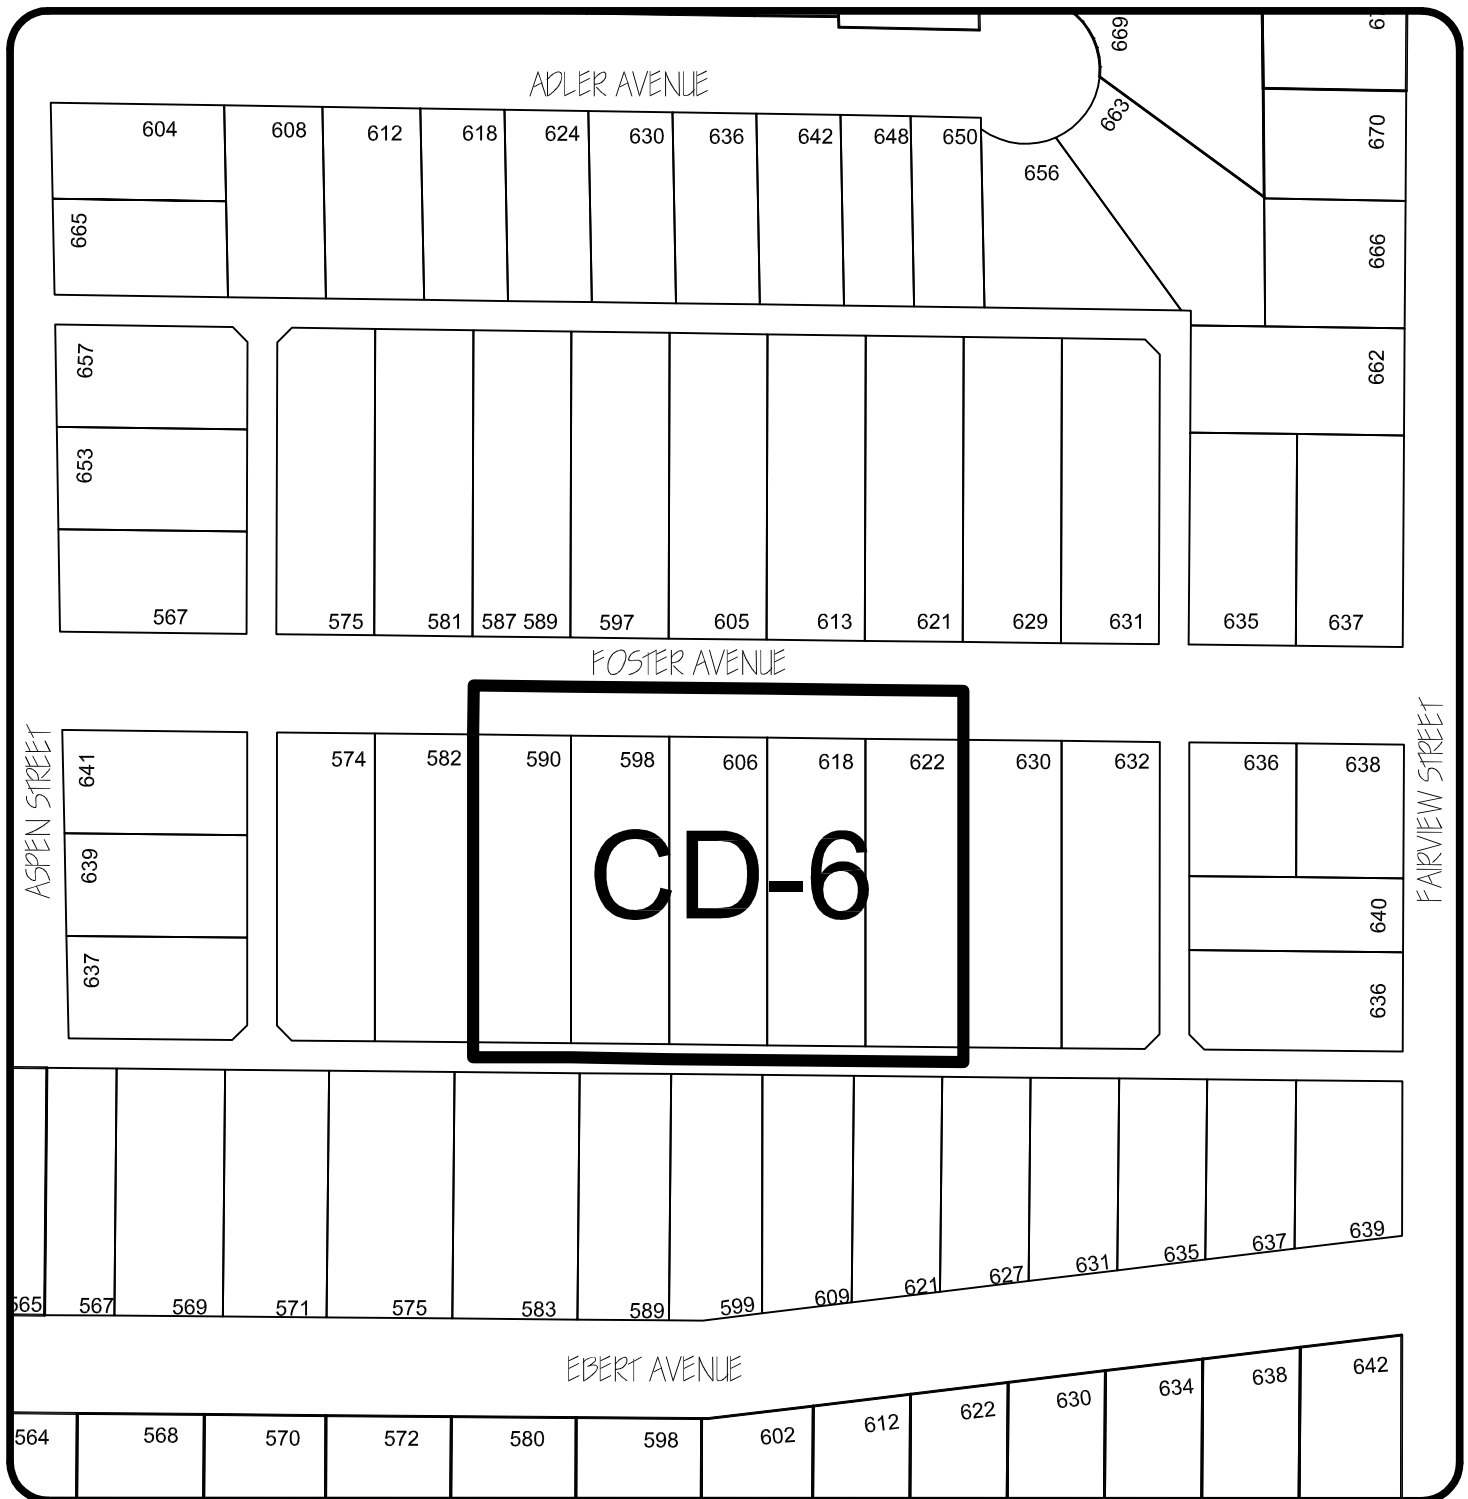 67
669
ADLER AVENUE
604 608 612 618 624 630 636 642 648 650
663
670
656
665
666
657
662
653
567 575 581 587 589 597 605 613 621 629 631 635 637
FOSTER AVENUE
ASPEN STREET
FAIRVIEW STREET
641 574 582 590 598 606 618 622 630 632 636 638
CD-6
639
640
637
636
565 567 569 571 575 583 589 599 609 621 627 631 635 637 639
EBERT AVENUE
564 568 570 572 580 598 602 612 622 630 634 638 642